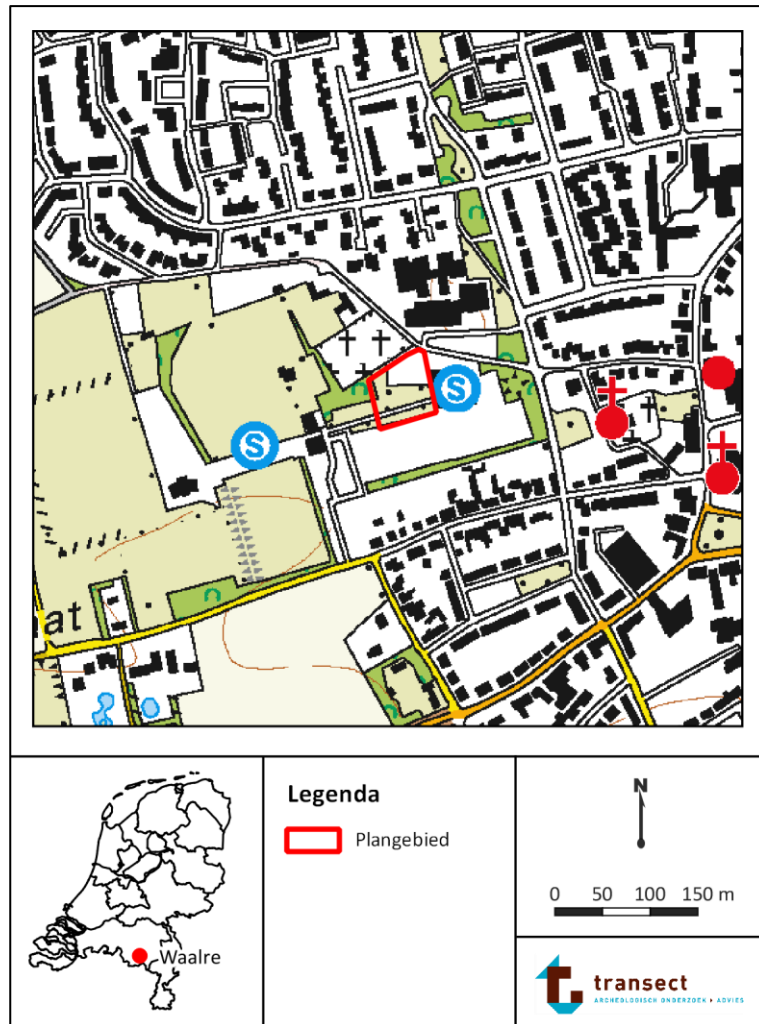 S
S
at
Waalre
Legenda
Plangebied
N
0 50 100 150 m
transect
ARCHEOLOGISCH ONDERZOEK ▸ ADVIES